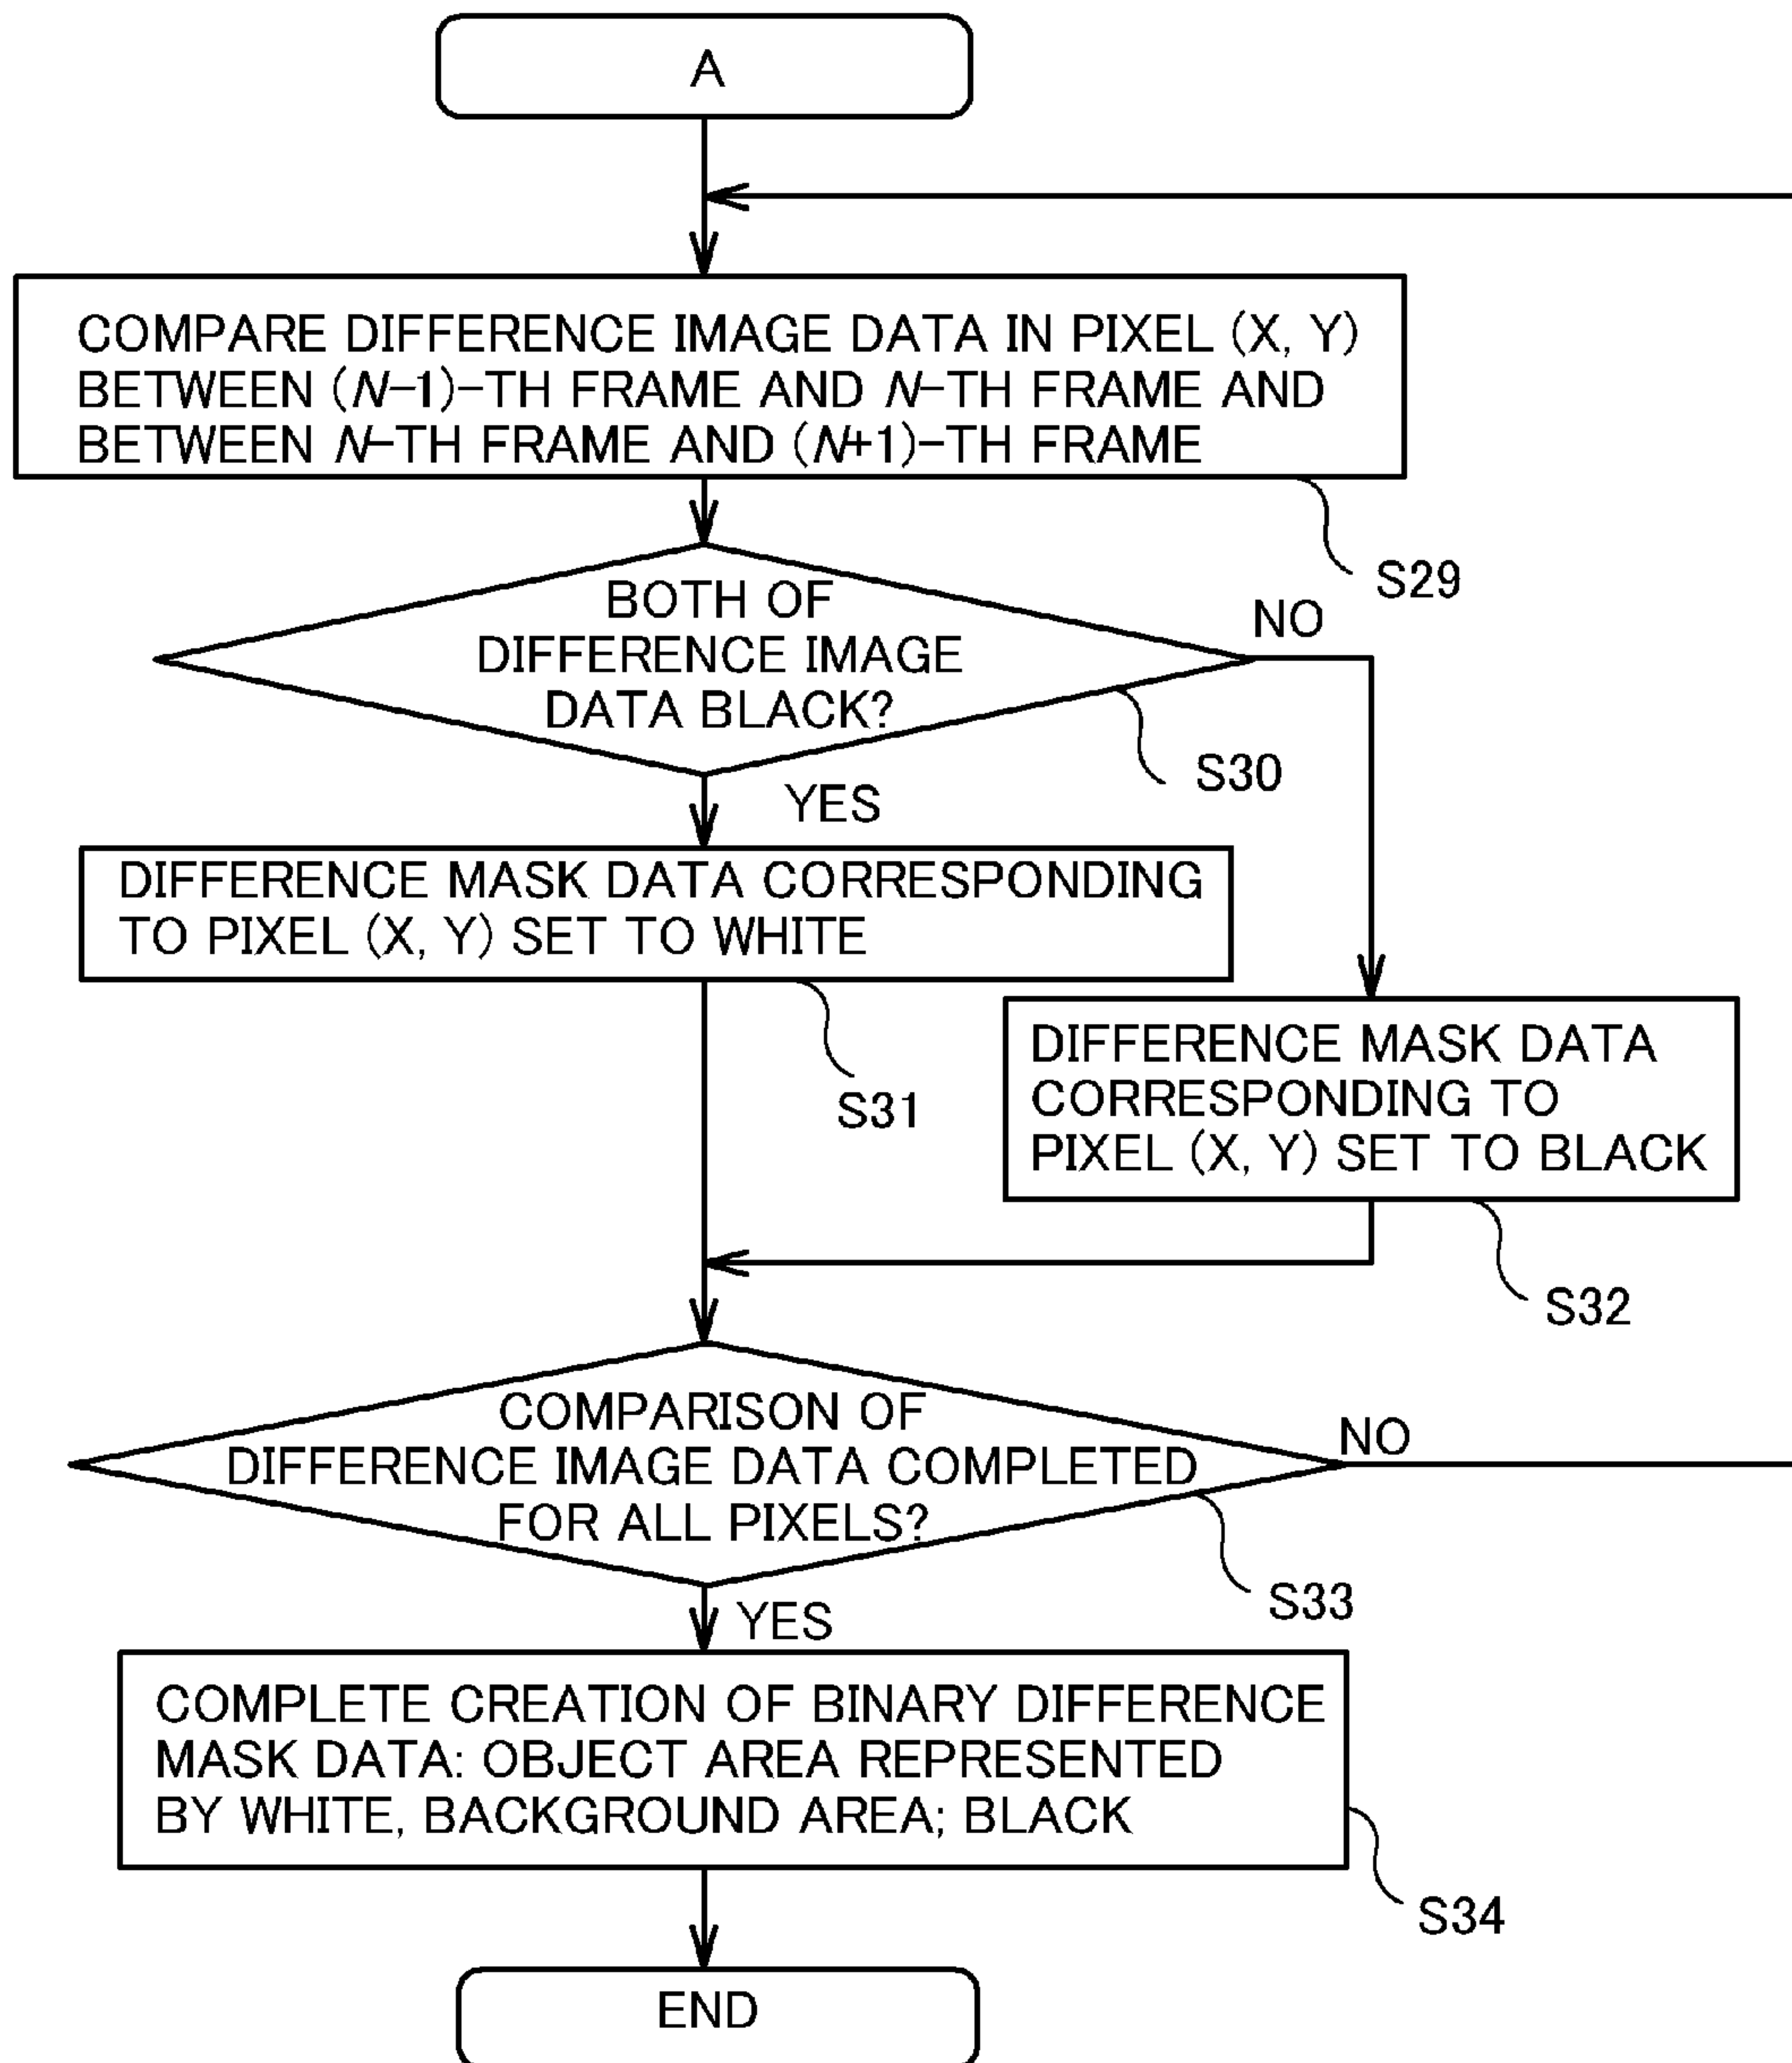 A
COMPARE DIFFERENCE IMAGE DATA IN PIXEL (X, Y)
BETWEEN (N-1)-TH FRAME AND N-TH FRAME AND
BETWEEN N-TH FRAME AND (N+1)-TH FRAME
S29
BOTH OF
DIFFERENCE IMAGE
DATA BLACK?
NO
S30
YES
DIFFERENCE MASK DATA CORRESPONDING
TO PIXEL (X, Y) SET TO WHITE
S31
DIFFERENCE MASK DATA
CORRESPONDING TO
PIXEL (X, Y) SET TO BLACK
S32
COMPARISON OF
DIFFERENCE IMAGE DATA COMPLETED
FOR ALL PIXELS?
NO
S33
YES
COMPLETE CREATION OF BINARY DIFFERENCE
MASK DATA: OBJECT AREA REPRESENTED
BY WHITE, BACKGROUND AREA; BLACK
S34
END